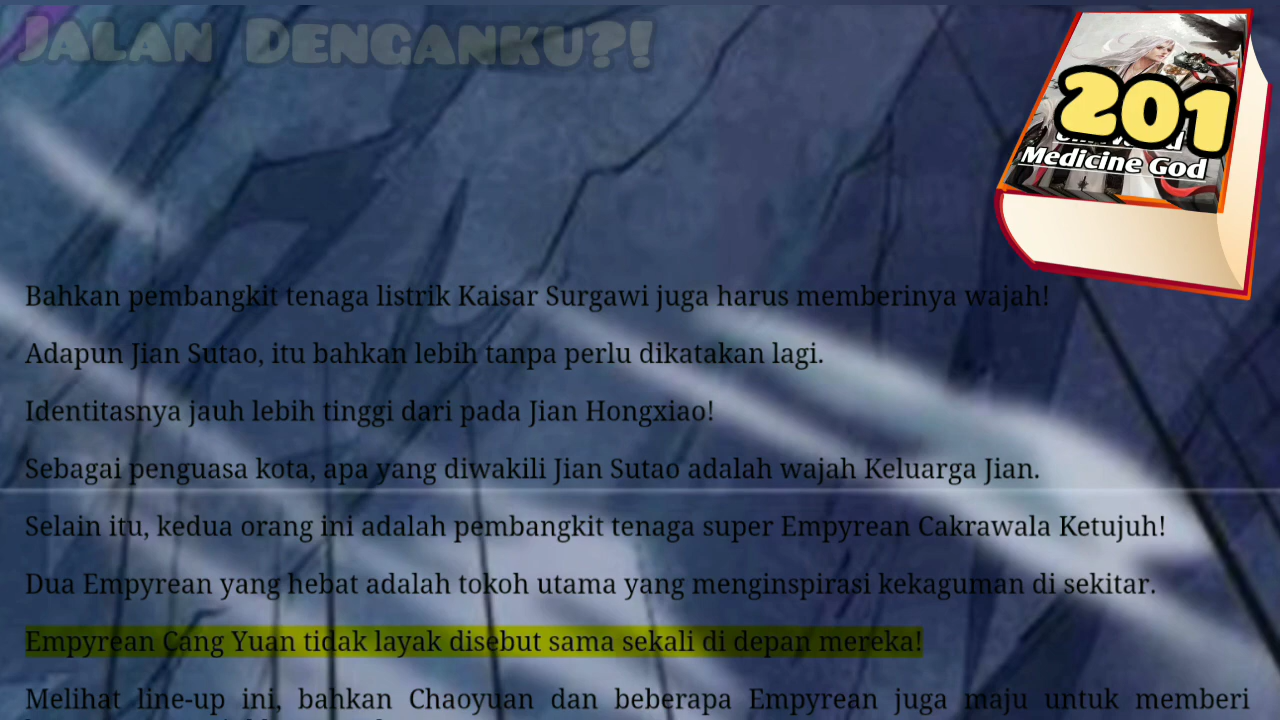 Jalan Denganku?!
201
Medicine God
Bahkan pembangkit tenaga listrik Kaisar Surgawi juga harus memberinya wajah!
Adapun Jian Sutao, itu bahkan lebih tanpa perlu dikatakan lagi.
Identitasnya jauh lebih tinggi dari pada Jian Hongxiao!
Sebagai penguasa kota, apa yang diwakili Jian Sutao adalah wajah Keluarga Jian.
Selain itu, kedua orang ini adalah pembangkit tenaga super Empyrean Cakrawala Ketujuh!
Dua Empyrean yang hebat adalah tokoh utama yang menginspirasi kekaguman di sekitar.
Empyrean Cang Yuan tidak layak disebut sama sekali di depan mereka!
Melihat line-up ini, bahkan Chaoyuan dan beberapa Empyrean juga maju untuk memberi